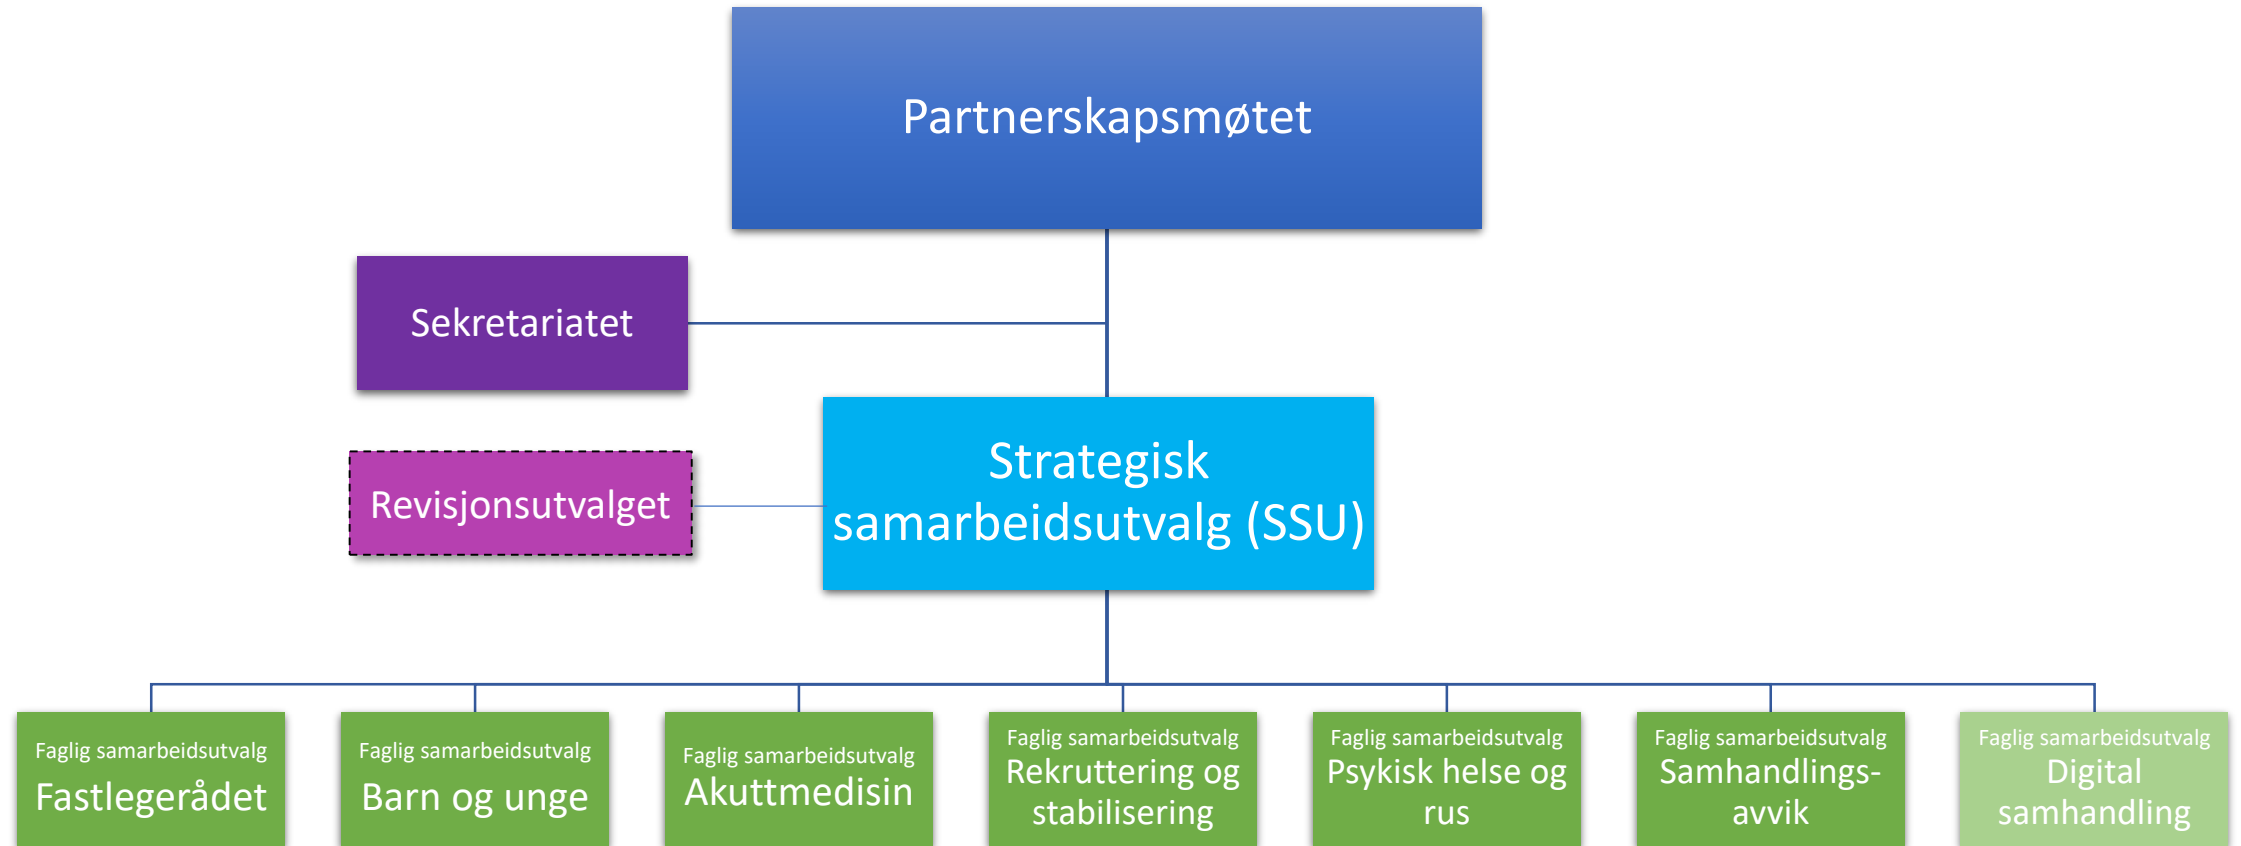 Partnerskapsmøtet
Sekretariatet
Strategisk
samarbeidsutvalg (SSU)
Revisjonsutvalget
Faglig samarbeidsutvalg
Fastlegerådet
Faglig samarbeidsutvalg
Barn og unge
Faglig samarbeidsutvalg
Akuttmedisin
Faglig samarbeidsutvalg
Rekruttering og
stabilisering
Faglig samarbeidsutvalg
Psykisk helse og
rus
Faglig samarbeidsutvalg
Samhandlings-
avvik
Faglig samarbeidsutvalg
Digital
samhandling